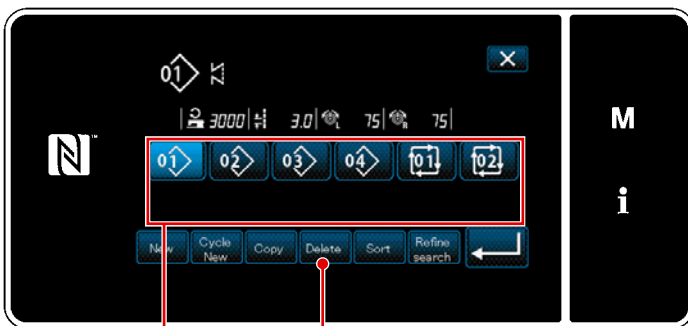 01
3000 3.0 L 75 R 75
M
01 02 03 04 01 02
i
New Cycle New Copy Delete Sort Refine search